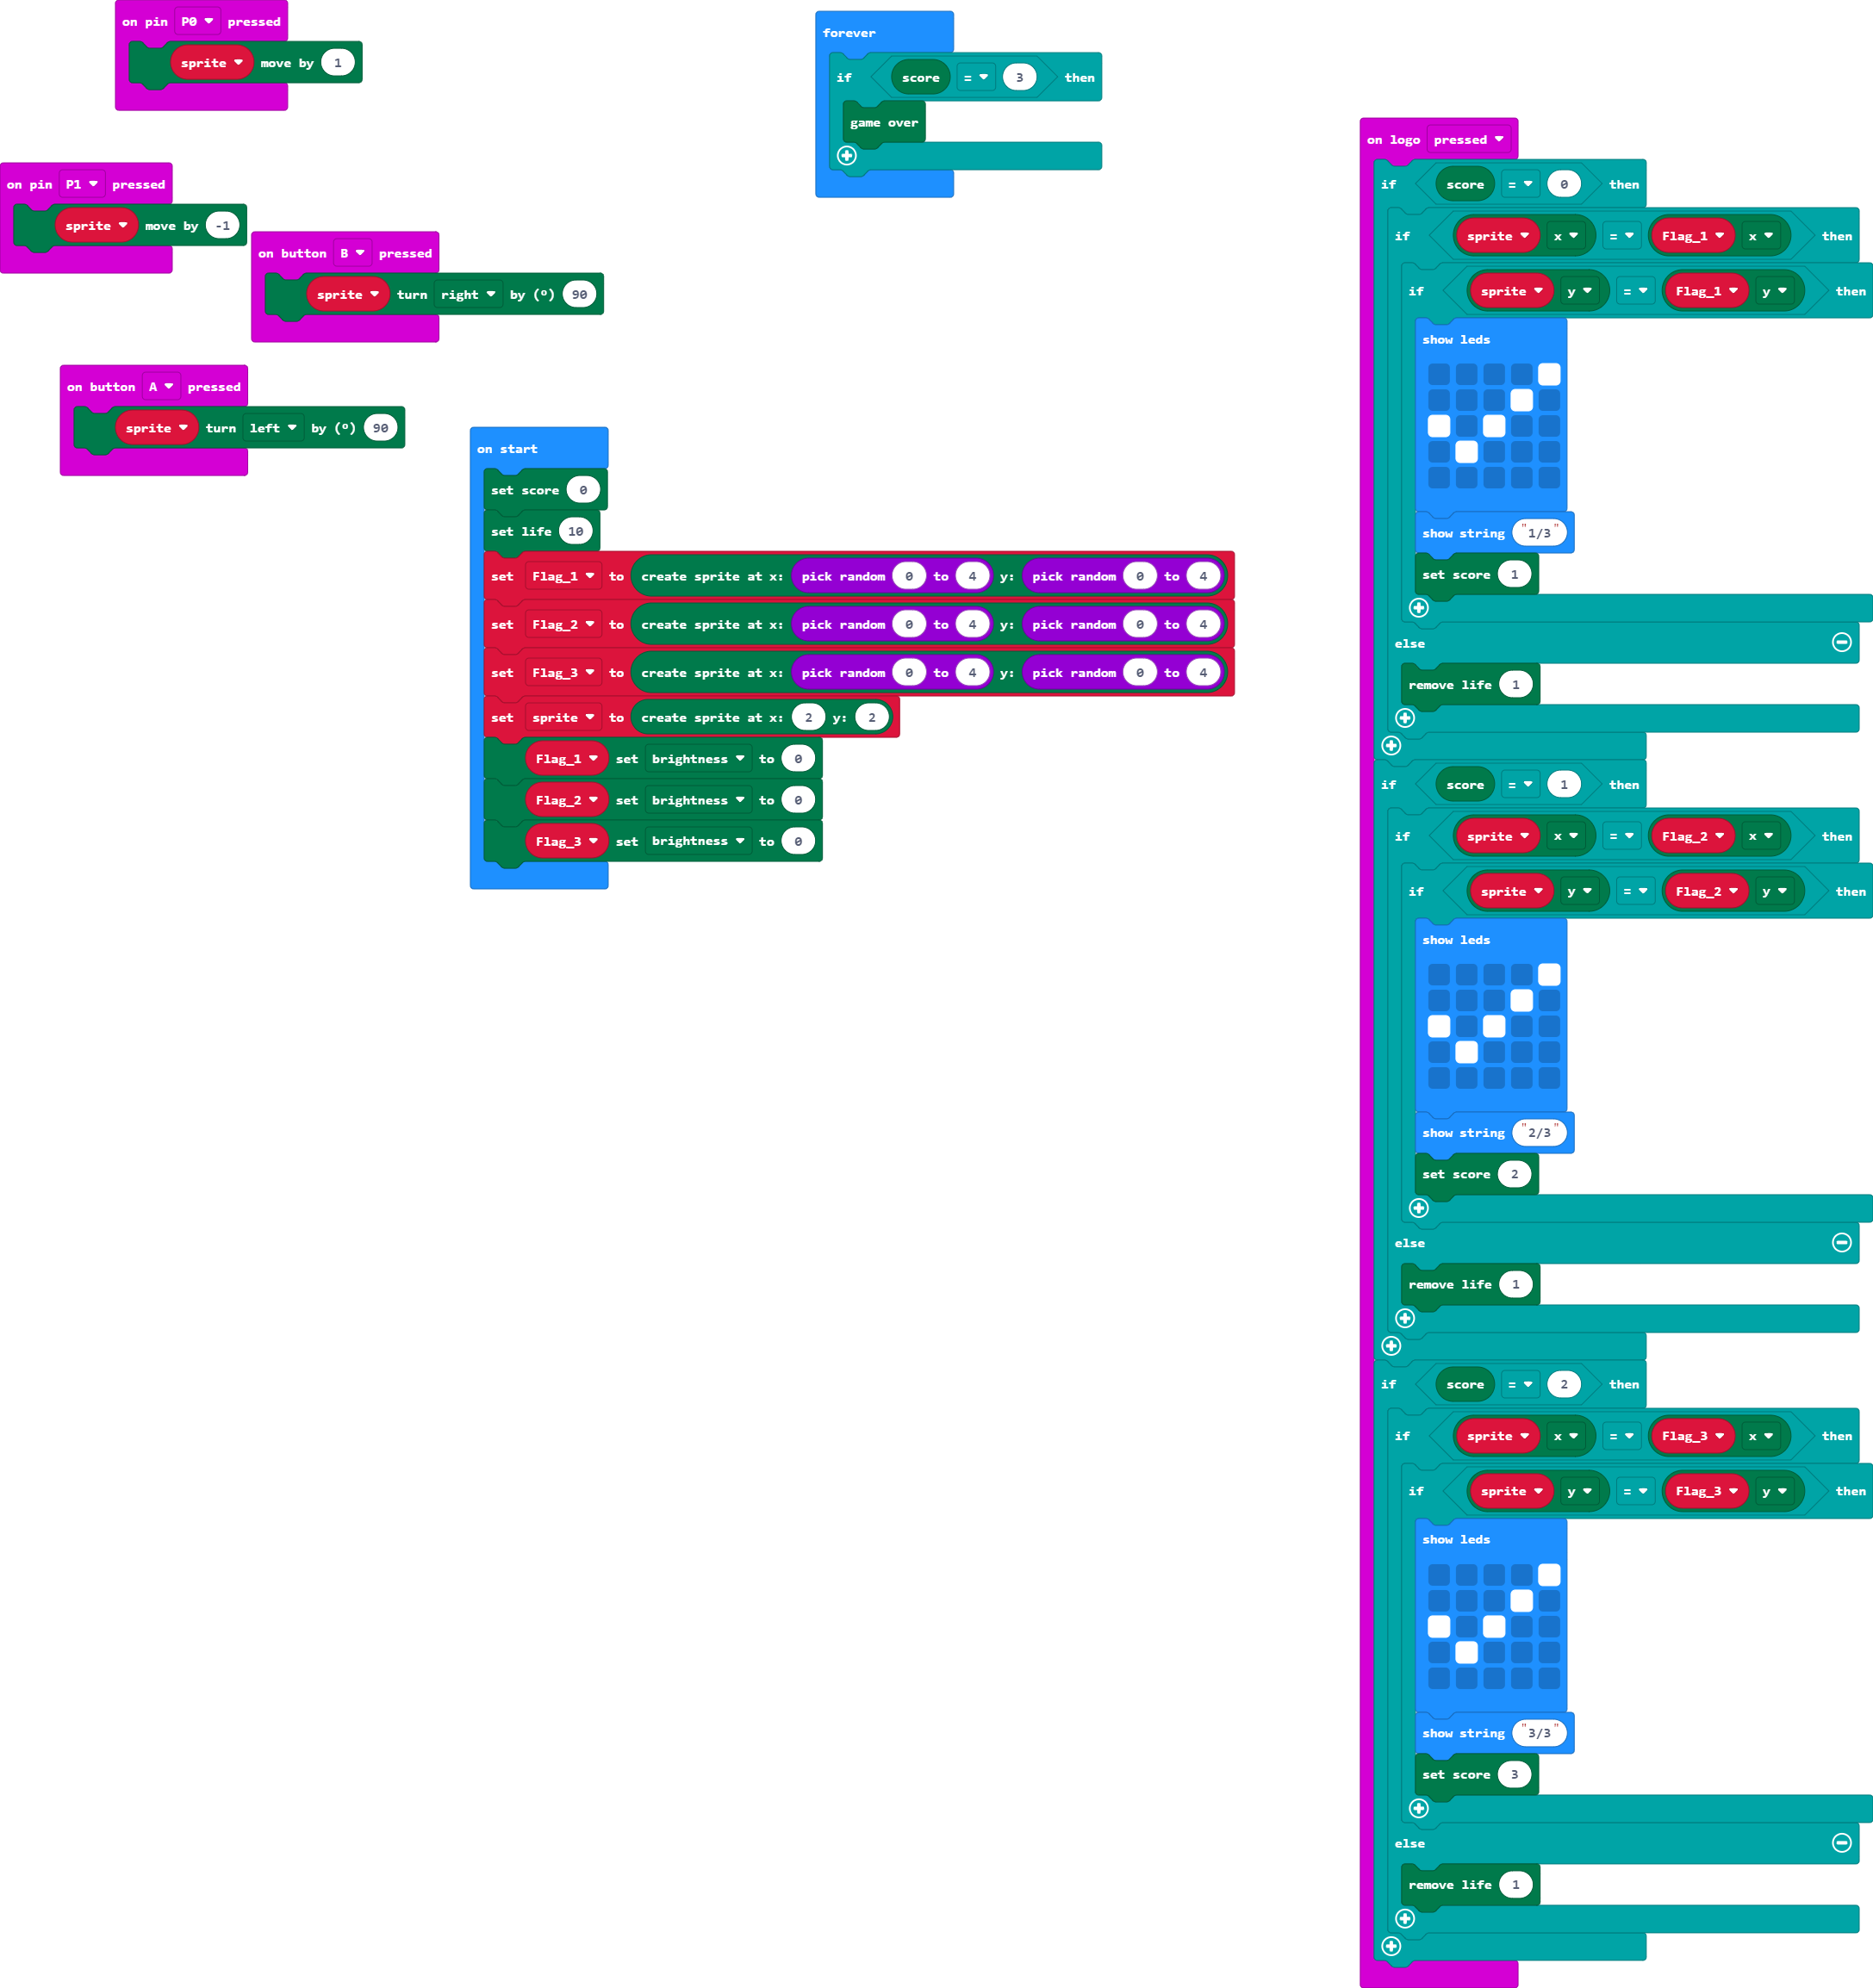 on pin P0 pressed
sprite move by 1
on pin P1 pressed
sprite move by -1
on button B pressed
sprite turn right by (°) 90
on button A pressed
sprite turn left by (°) 90
forever
if score = 3 then
game over
on start
set score 0
set life 10
set Flag_1 to create sprite at x: pick random 0 to 4 y: pick random 0 to 4
set Flag_2 to create sprite at x: pick random 0 to 4 y: pick random 0 to 4
set Flag_3 to create sprite at x: pick random 0 to 4 y: pick random 0 to 4
set sprite to create sprite at x: 2 y: 2
Flag_1 set brightness to 0
Flag_2 set brightness to 0
Flag_3 set brightness to 0
on logo pressed
if score = 0 then
if sprite x = Flag_1 x then
if sprite y = Flag_1 y then
show leds
show string "1/3"
set score 1
else
remove life 1
if score = 1 then
if sprite x = Flag_2 x then
if sprite y = Flag_2 y then
show leds
show string "2/3"
set score 2
else
remove life 1
if score = 2 then
if sprite x = Flag_3 x then
if sprite y = Flag_3 y then
show leds
show string "3/3"
set score 3
else
remove life 1